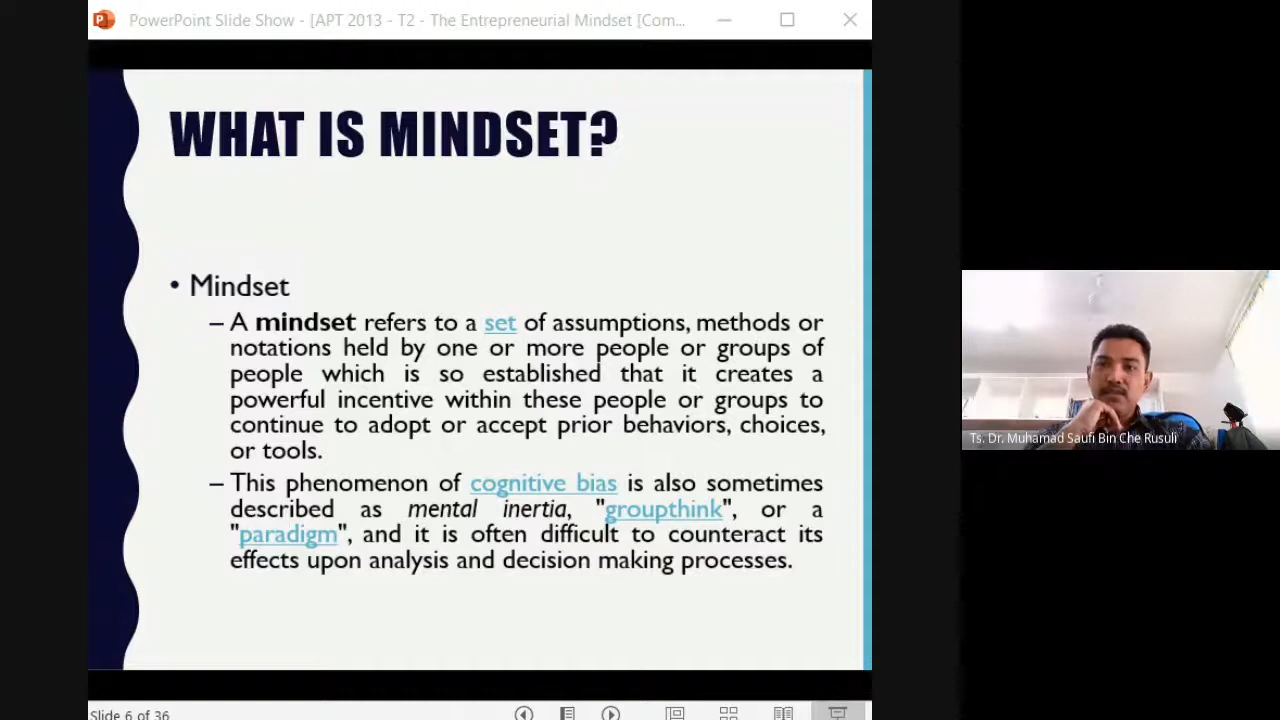 PowerPoint Slide Show - [APT 2013 - T2 - The Entrepreneurial Mindset [Com...
WHAT IS MINDSET?
• Mindset
– A mindset refers to a set of assumptions, methods or
notations held by one or more people or groups of
people which is so established that it creates a
powerful incentive within these people or groups to
continue to adopt or accept prior behaviors, choices,
or tools.
– This phenomenon of cognitive bias is also sometimes
described as mental inertia, "groupthink", or a
"paradigm", and it is often difficult to counteract its
effects upon analysis and decision making processes.
Ts. Dr. Muhamad Saufi Bin Che Rusuli
Slide 6 of 36